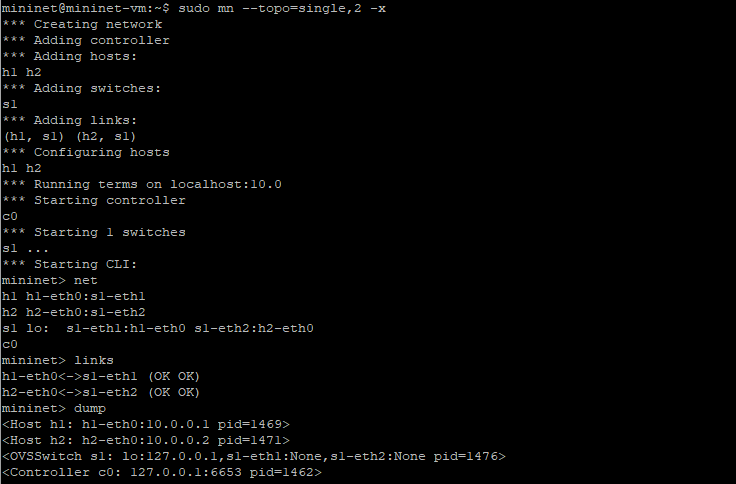 mininet@mininet-vm:~$ sudo mn --topo=single,2 -x
*** Creating network
*** Adding controller
*** Adding hosts:
h1 h2
*** Adding switches:
s1
*** Adding links:
(h1, s1) (h2, s1)
*** Configuring hosts
h1 h2
*** Running terms on localhost:10.0
*** Starting controller
c0
*** Starting 1 switches
s1 ...
*** Starting CLI:
mininet> net
h1 h1-eth0:s1-eth1
h2 h2-eth0:s1-eth2
s1 lo:  s1-eth1:h1-eth0 s1-eth2:h2-eth0
c0
mininet> links
h1-eth0<->s1-eth1 (OK OK)
h2-eth0<->s1-eth2 (OK OK)
mininet> dump
<Host h1: h1-eth0:10.0.0.1 pid=1469>
<Host h2: h2-eth0:10.0.0.2 pid=1471>
<OVSSwitch s1: lo:127.0.0.1,s1-eth1:None,s1-eth2:None pid=1476>
<Controller c0: 127.0.0.1:6653 pid=1462>